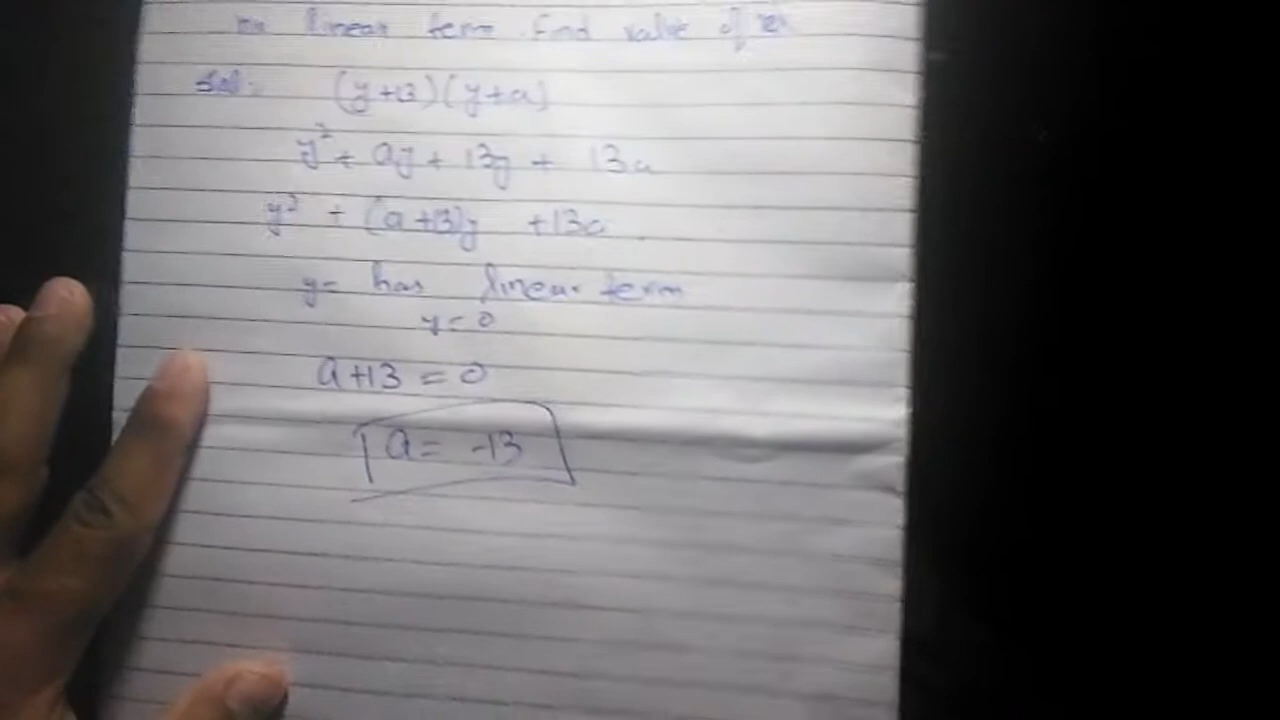 no linear term. Find value of
Sol:- (y+13)(y+a)
y² + ay + 13y + 13a
y² + (a+13)y + 13a
y= has linear term
y=0
a+13 = 0
a = -13